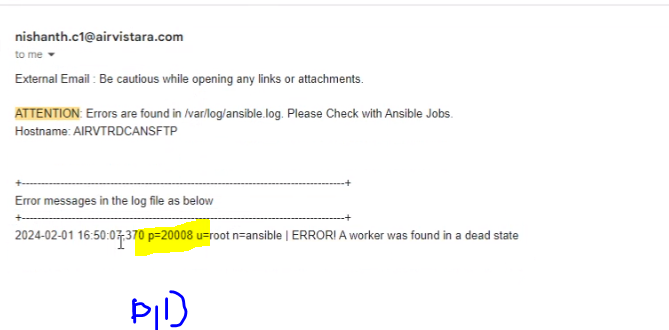 nishanth.c1@airvistara.com
to me
External Email : Be cautious while opening any links or attachments.
ATTENTION: Errors are found in /var/log/ansible.log. Please Check with Ansible Jobs.
Hostname: AIRVTRDCANSFTP
+------------------------------------------------------------------------------------+
Error messages in the log file as below
+------------------------------------------------------------------------------------+
2024-02-01 16:50:07,370 p=20008 u=root n=ansible | ERROR! A worker was found in a dead state